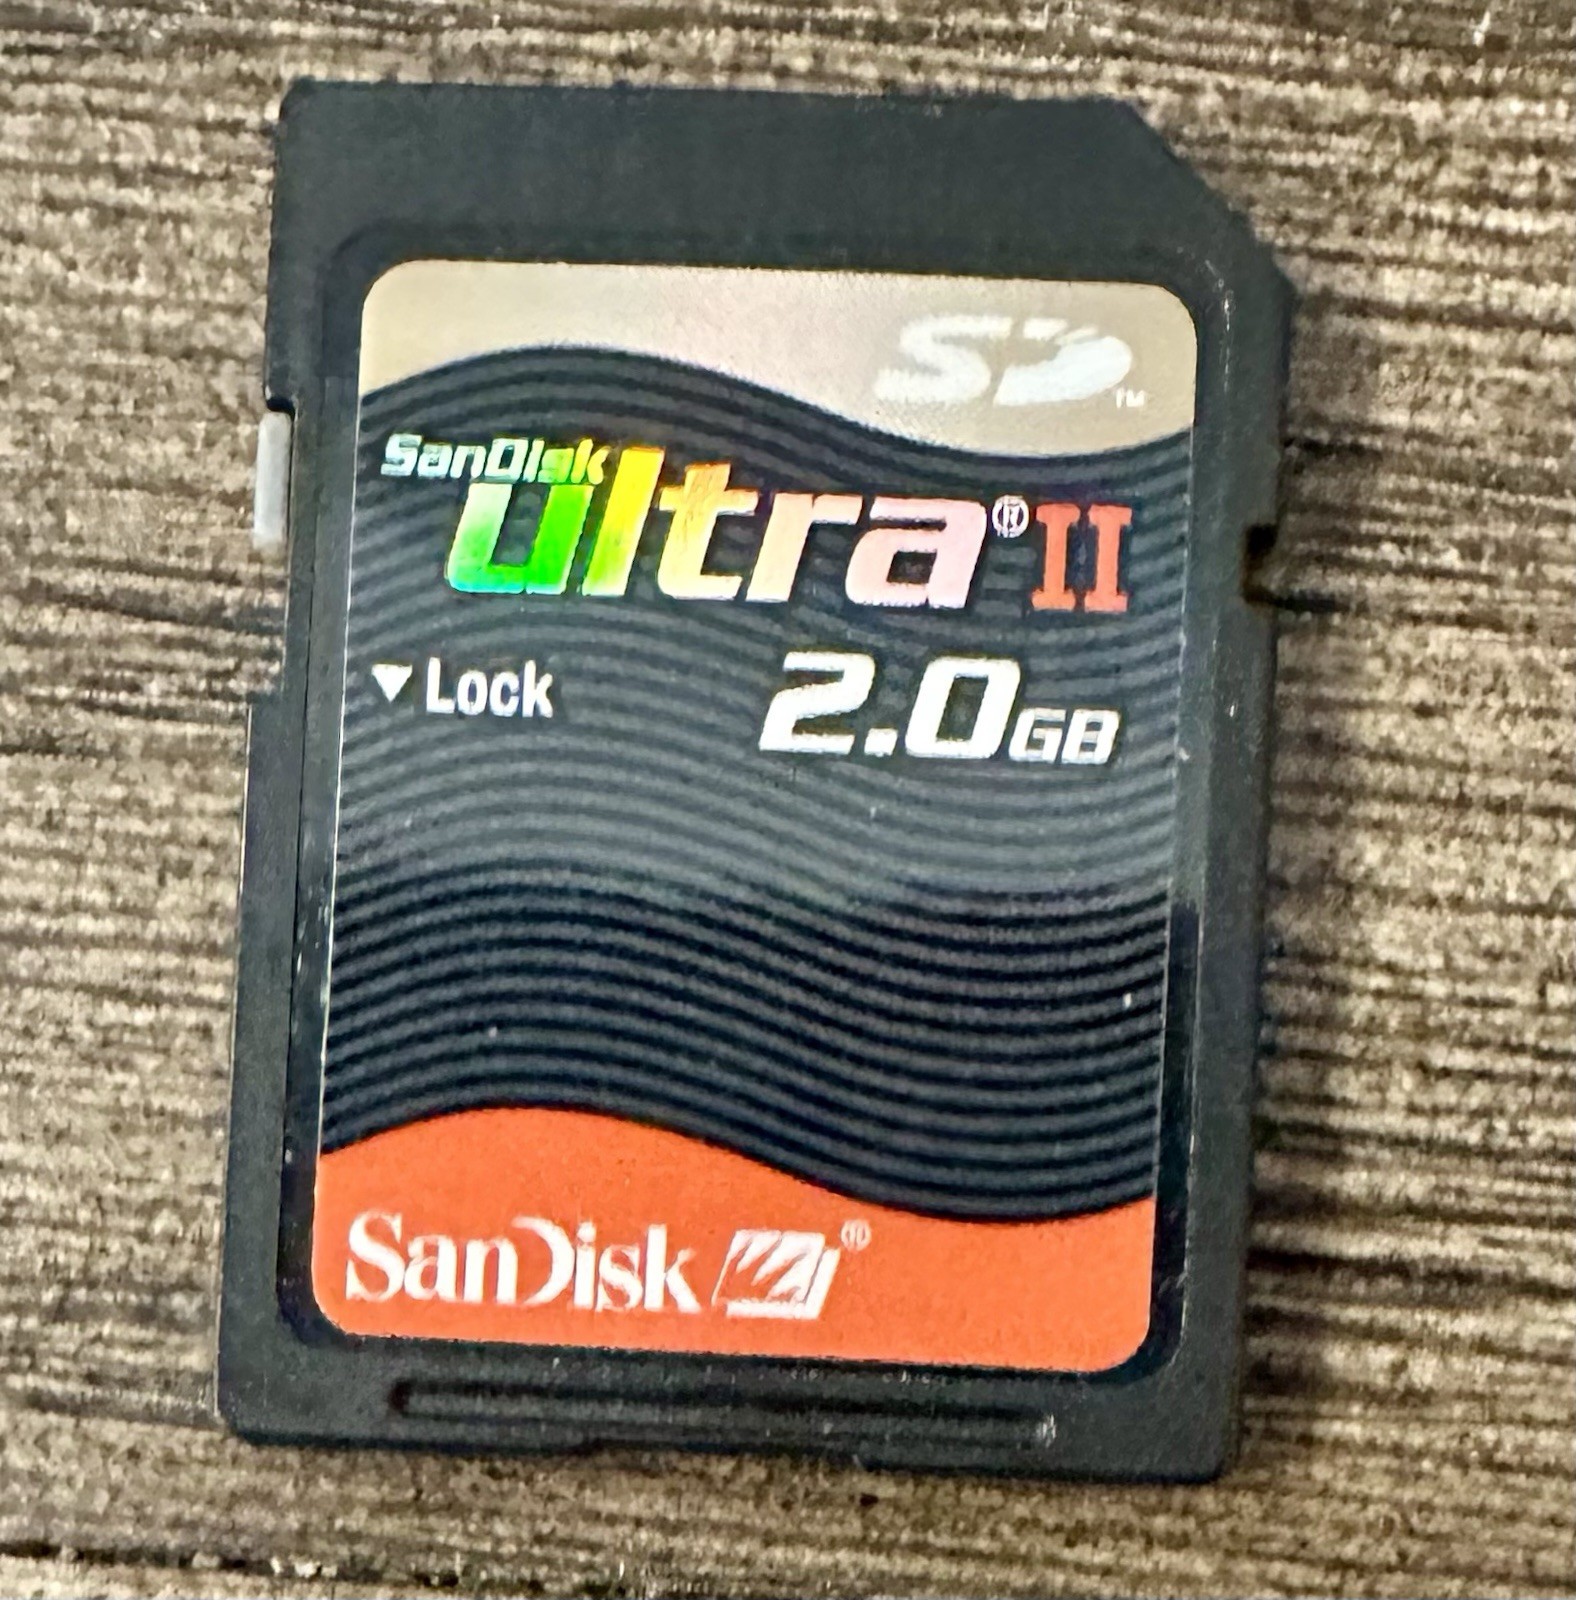 SD™
SanDisk
ultra® II
▼ Lock
2.0GB
SanDisk ®